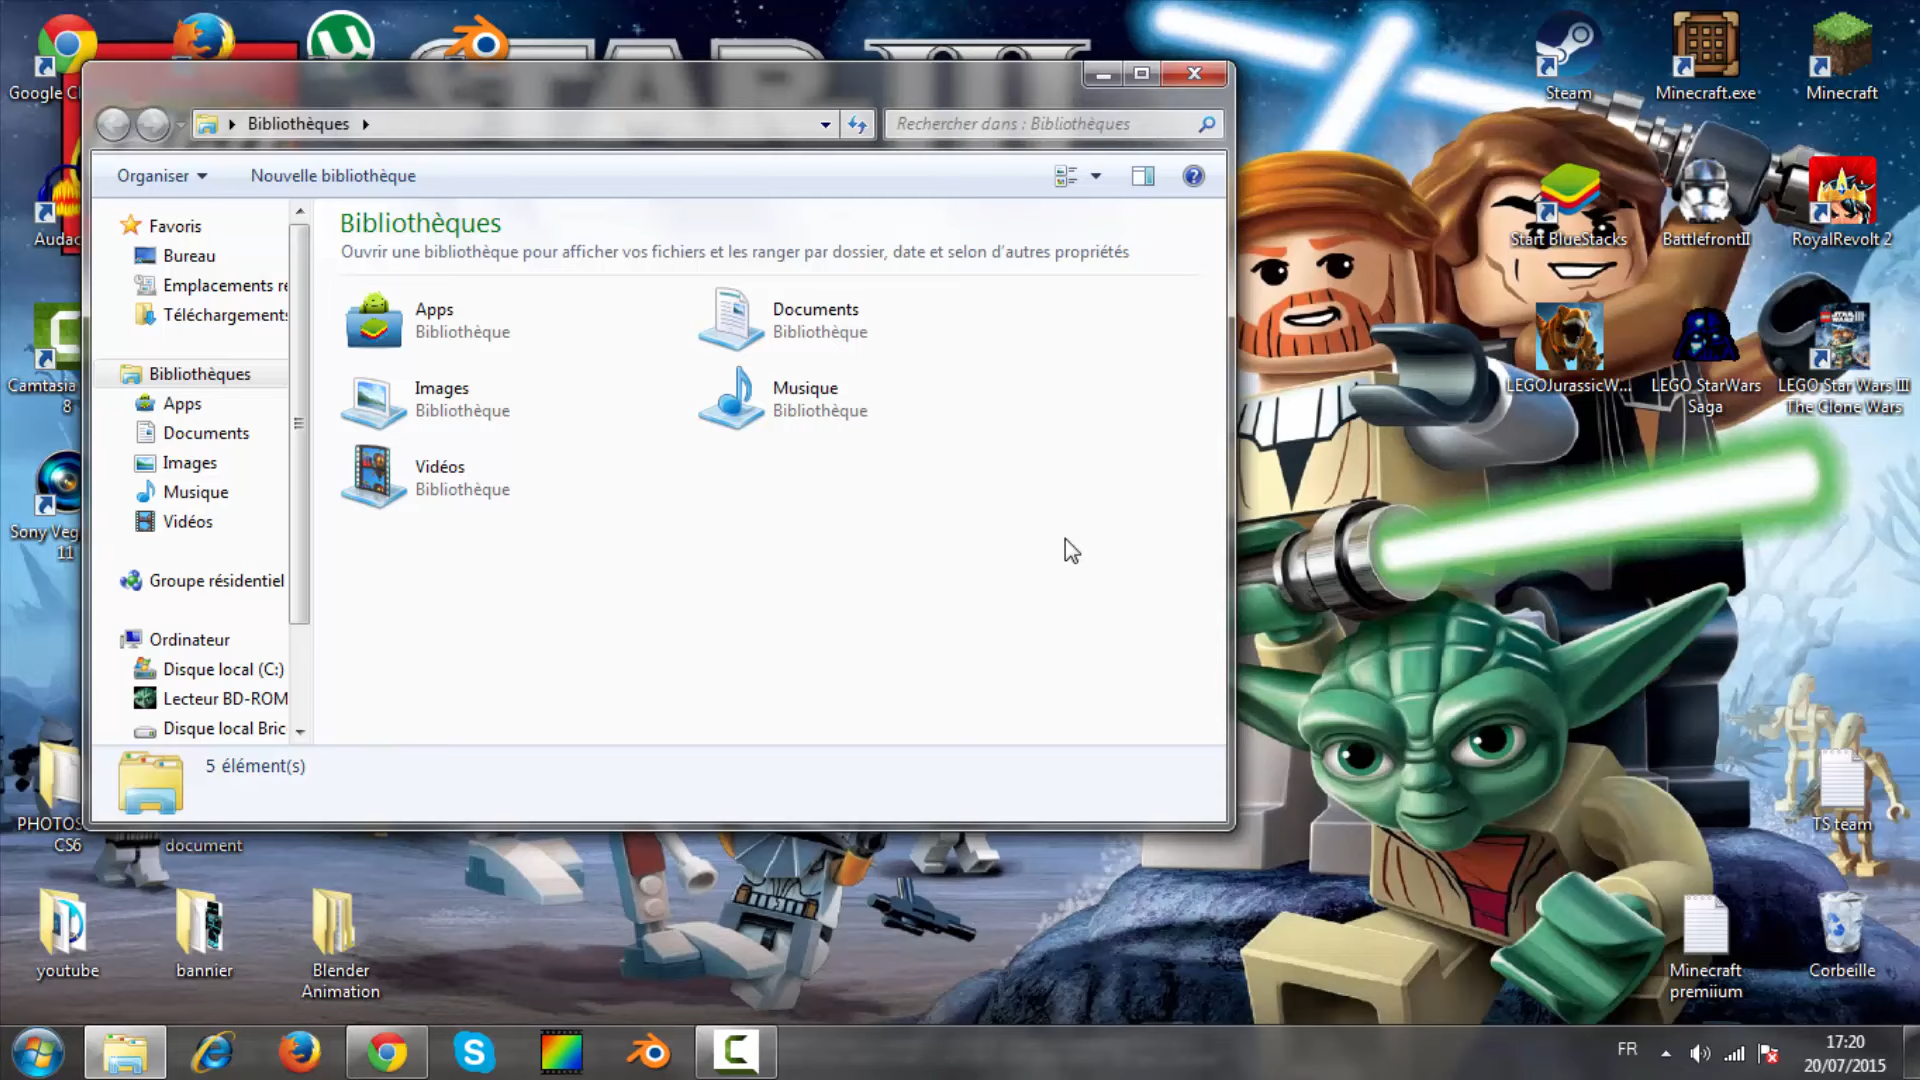 STAR III
Google C
Steam
Minecraft.exe
Minecraft
Bibliothèques
Rechercher dans : Bibliothèques
Organiser
Nouvelle bibliothèque
Audac
Start BlueStacks
BattlefrontII
RoyalRevolt 2
Favoris
Bureau
Emplacements ré
Téléchargements
Bibliothèques
Ouvrir une bibliothèque pour afficher vos fichiers et les ranger par dossier, date et selon d'autres propriétés
Apps
Bibliothèque
Documents
Bibliothèque
Images
Bibliothèque
Musique
Bibliothèque
Vidéos
Bibliothèque
Camtasia
8
LEGOJurassicW...
LEGO StarWars
Saga
LEGO Star Wars III
The Clone Wars
Bibliothèques
Apps
Documents
Images
Musique
Vidéos
Sony Veg
11
Groupe résidentiel
Ordinateur
Disque local (C:)
Lecteur BD-ROM
Disque local Bric
5 élément(s)
PHOTOS
CS6
document
TS team
youtube
bannier
Blender
Animation
Minecraft
premiium
Corbeille
FR
17:20
20/07/2015